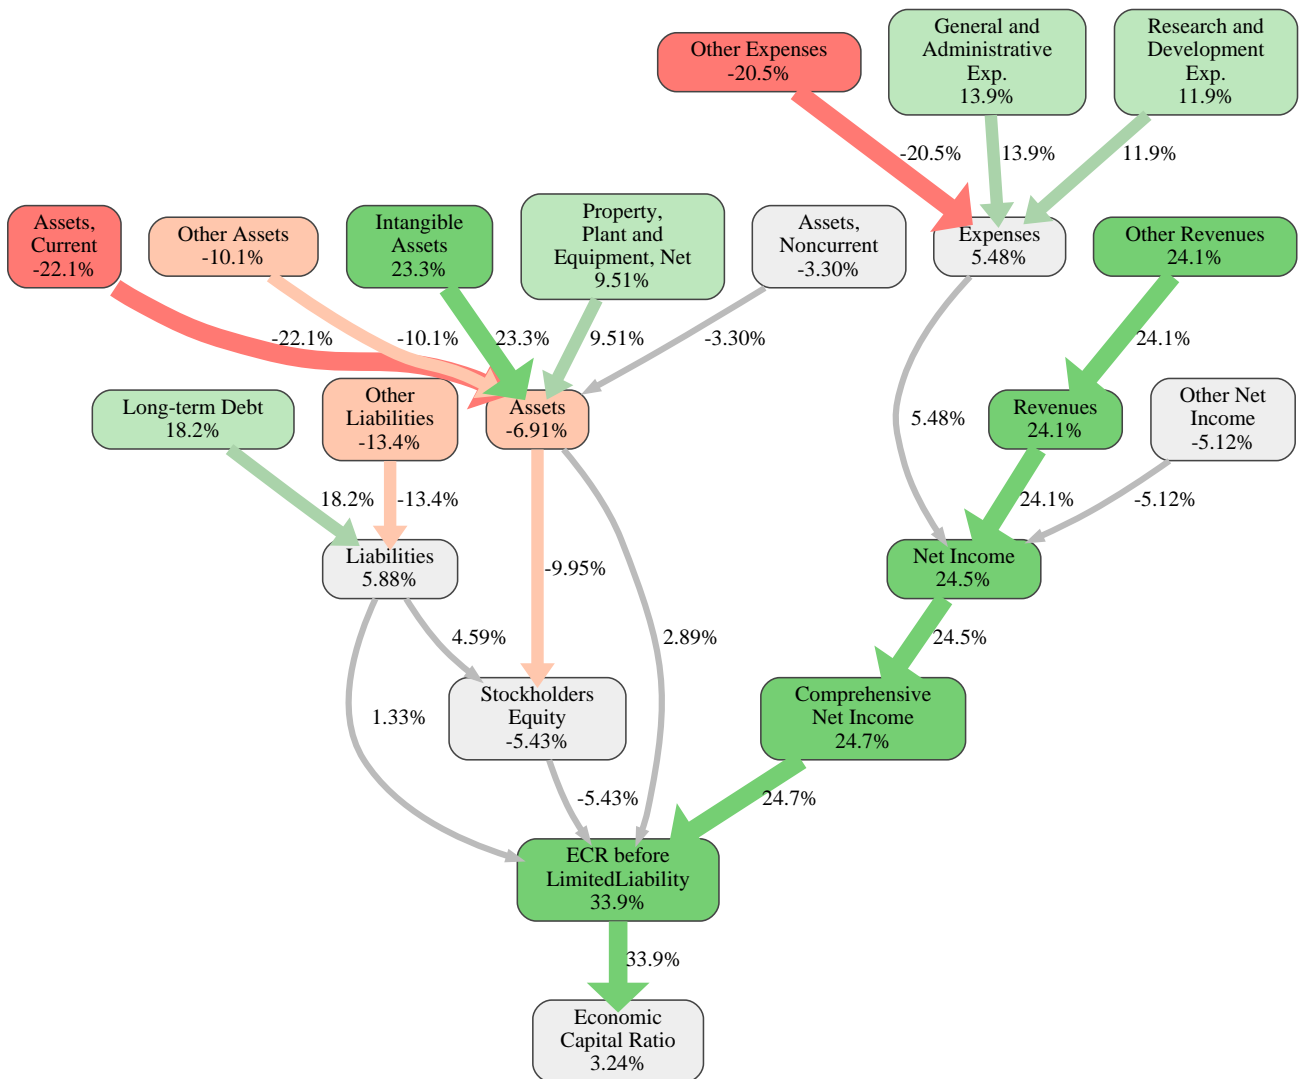 Other Expenses
-20.5%
General and
Administrative
Exp.
13.9%
Research and
Development
Exp.
11.9%
-20.5%
13.9%
11.9%
Assets,
Current
-22.1%
Other Assets
-10.1%
Intangible
Assets
23.3%
Property,
Plant and
Equipment, Net
9.51%
Assets,
Noncurrent
-3.30%
Expenses
5.48%
Other Revenues
24.1%
-22.1%
-10.1%
23.3%
9.51%
-3.30%
24.1%
Long-term Debt
18.2%
Other
Liabilities
-13.4%
Assets
-6.91%
5.48%
Revenues
24.1%
Other Net
Income
-5.12%
18.2%
-13.4%
24.1%
-5.12%
Liabilities
5.88%
-9.95%
Net Income
24.5%
4.59%
2.89%
24.5%
1.33%
Stockholders
Equity
-5.43%
Comprehensive
Net Income
24.7%
-5.43%
24.7%
ECR before
LimitedLiability
33.9%
33.9%
Economic
Capital Ratio
3.24%